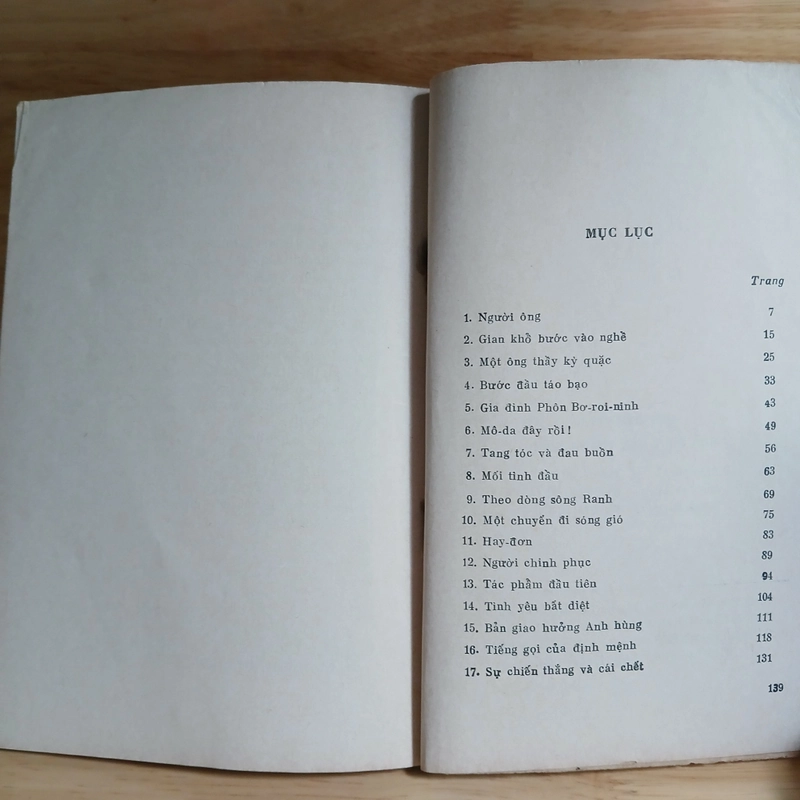 MỤC LỤC
Trang
1. Người ông 7
2. Gian khổ bước vào nghề 15
3. Một ông thầy kỳ quặc 25
4. Bước đầu táo bạo 33
5. Gia đình Phôn Bơ-roi-ninh 43
6. Mô-da đây rồi! 49
7. Tang tóc và đau buồn 56
8. Mối tình đầu 63
9. Theo dòng sông Ranh 69
10. Một chuyến đi sóng gió 75
11. Hay-đơn 83
12. Người chinh phục 89
13. Tác phẩm đầu tiên 94
14. Tình yêu bất diệt 104
15. Bản giao hưởng Anh hùng 111
16. Tiếng gọi của định mệnh 118
17. Sự chiến thắng và cái chết 131
139